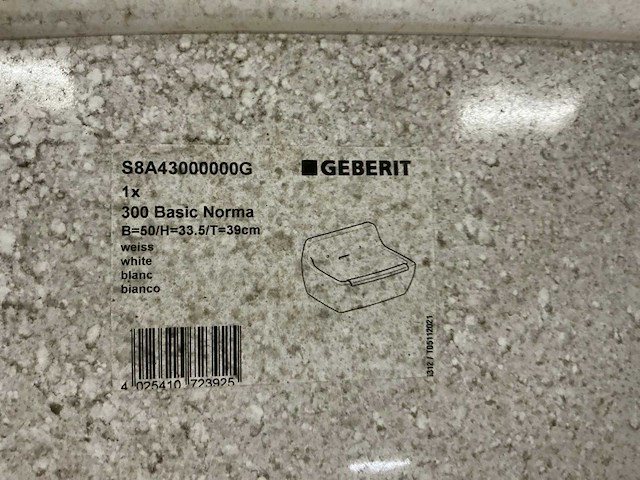 S8A43000000G
GEBERIT
1x
300 Basic Norma
B=50/H=33.5/T=39cm
weiss
white
blanc
bianco
4 025410 723925